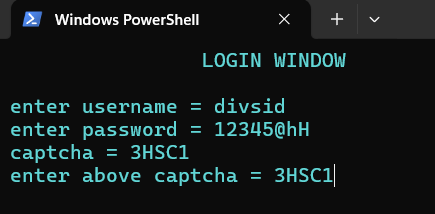 Windows PowerShell
LOGIN WINDOW
enter username = divsid
enter password = 12345@hH
captcha = 3HSC1
enter above captcha = 3HSC1